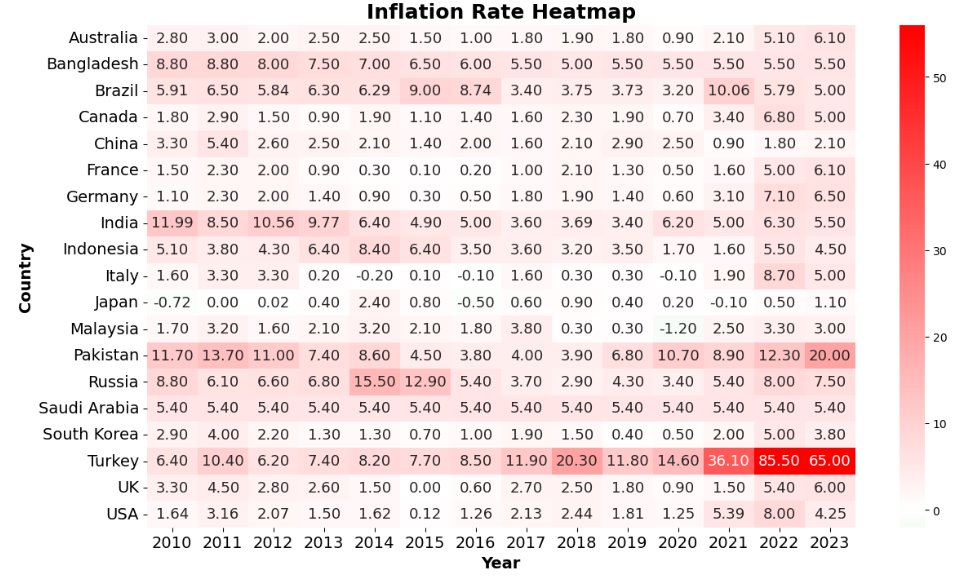 Inflation Rate Heatmap
Country
Australia 2.80 3.00 2.00 2.50 2.50 1.50 1.00 1.80 1.90 1.80 0.90 2.10 5.10 6.10
Bangladesh 8.80 8.80 8.00 7.50 7.00 6.50 6.00 5.50 5.00 5.50 5.50 5.50 5.50 5.50
Brazil 5.91 6.50 5.84 6.30 6.29 9.00 8.74 3.40 3.75 3.73 3.20 10.06 5.79 5.00
Canada 1.80 2.90 1.50 0.90 1.90 1.10 1.40 1.60 2.30 1.90 0.70 3.40 6.80 5.00
China 3.30 5.40 2.60 2.50 2.10 1.40 2.00 1.60 2.10 2.90 2.50 0.90 1.80 2.10
France 1.50 2.30 2.00 0.90 0.30 0.10 0.20 1.00 2.10 1.30 0.50 1.60 5.00 6.10
Germany 1.10 2.30 2.00 1.40 0.90 0.30 0.50 1.80 1.90 1.40 0.60 3.10 7.10 6.50
India 11.99 8.50 10.56 9.77 6.40 4.90 5.00 3.60 3.69 3.40 6.20 5.00 6.30 5.50
Indonesia 5.10 3.80 4.30 6.40 8.40 6.40 3.50 3.60 3.20 3.50 1.70 1.60 5.50 4.50
Italy 1.60 3.30 3.30 0.20 -0.20 0.10 -0.10 1.60 0.30 0.30 -0.10 1.90 8.70 5.00
Japan -0.72 0.00 0.02 0.40 2.40 0.80 -0.50 0.60 0.90 0.40 0.20 -0.10 0.50 1.10
Malaysia 1.70 3.20 1.60 2.10 3.20 2.10 1.80 3.80 0.30 0.30 -1.20 2.50 3.30 3.00
Pakistan 11.70 13.70 11.00 7.40 8.60 4.50 3.80 4.00 3.90 6.80 10.70 8.90 12.30 20.00
Russia 8.80 6.10 6.60 6.80 15.50 12.90 5.40 3.70 2.90 4.30 3.40 5.40 8.00 7.50
Saudi Arabia 5.40 5.40 5.40 5.40 5.40 5.40 5.40 5.40 5.40 5.40 5.40 5.40 5.40 5.40
South Korea 2.90 4.00 2.20 1.30 1.30 0.70 1.00 1.90 1.50 0.40 0.50 2.00 5.00 3.80
Turkey 6.40 10.40 6.20 7.40 8.20 7.70 8.50 11.90 20.30 11.80 14.60 36.10 85.50 65.00
UK 3.30 4.50 2.80 2.60 1.50 0.00 0.60 2.70 2.50 1.80 0.90 1.50 5.40 6.00
USA 1.64 3.16 2.07 1.50 1.62 0.12 1.26 2.13 2.44 1.81 1.25 5.39 8.00 4.25
2010 2011 2012 2013 2014 2015 2016 2017 2018 2019 2020 2021 2022 2023
Year
50
40
30
20
10
0